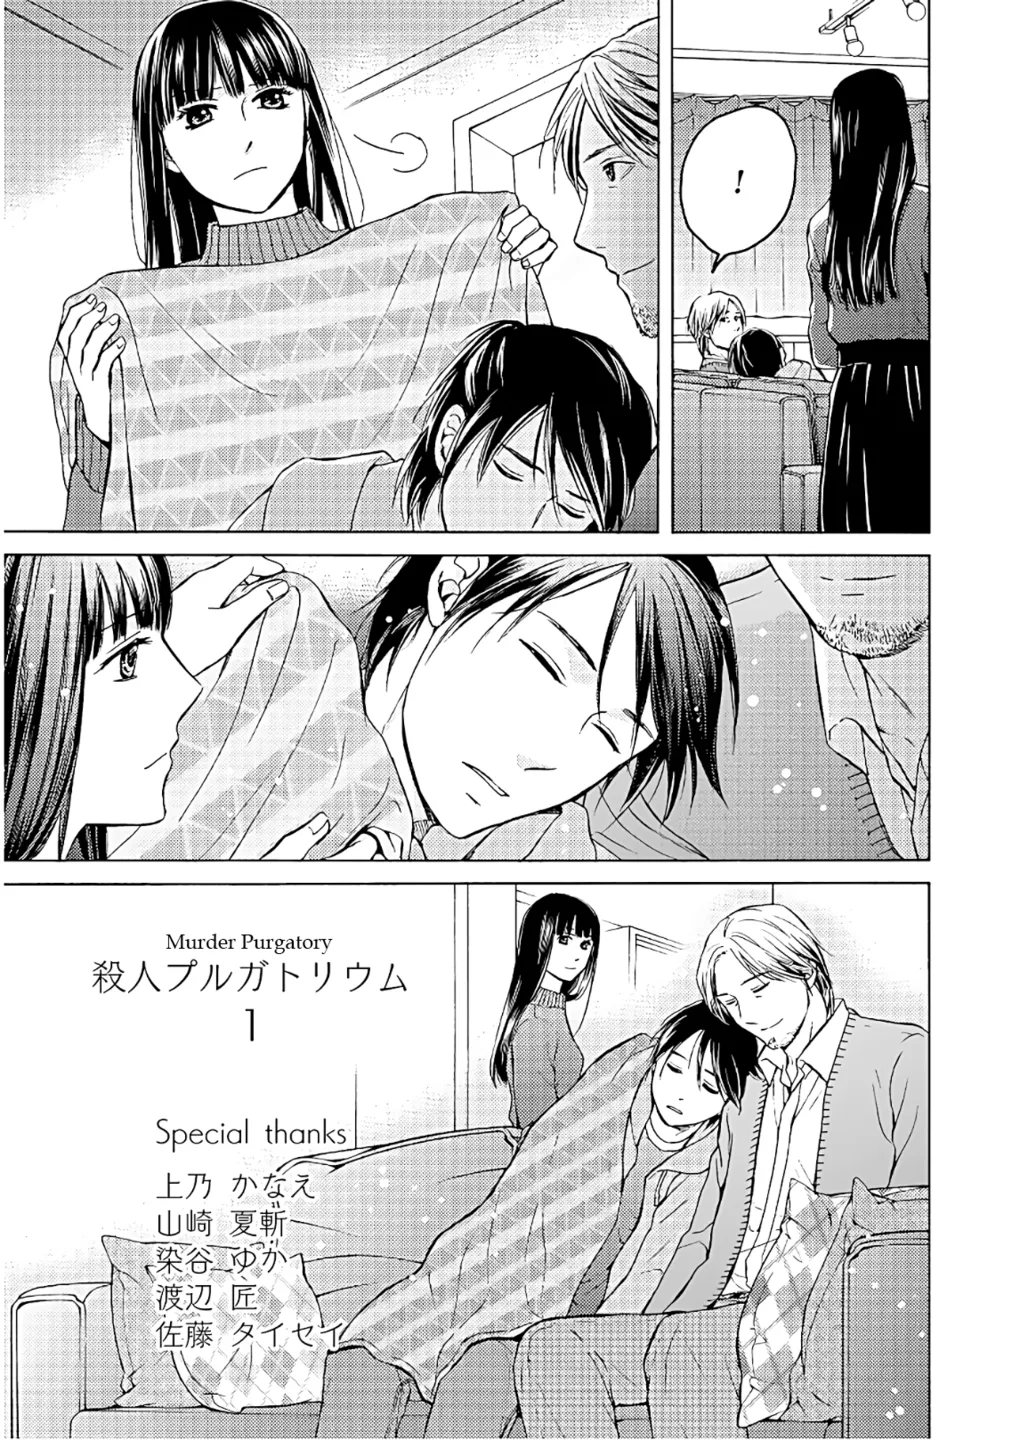 ！
Murder Purgatory
殺人プルガトリウム
1
Special thanks
上乃 かなえ
山崎 夏斬
染谷 ゆか
渡辺 匠
佐藤 タイセイ